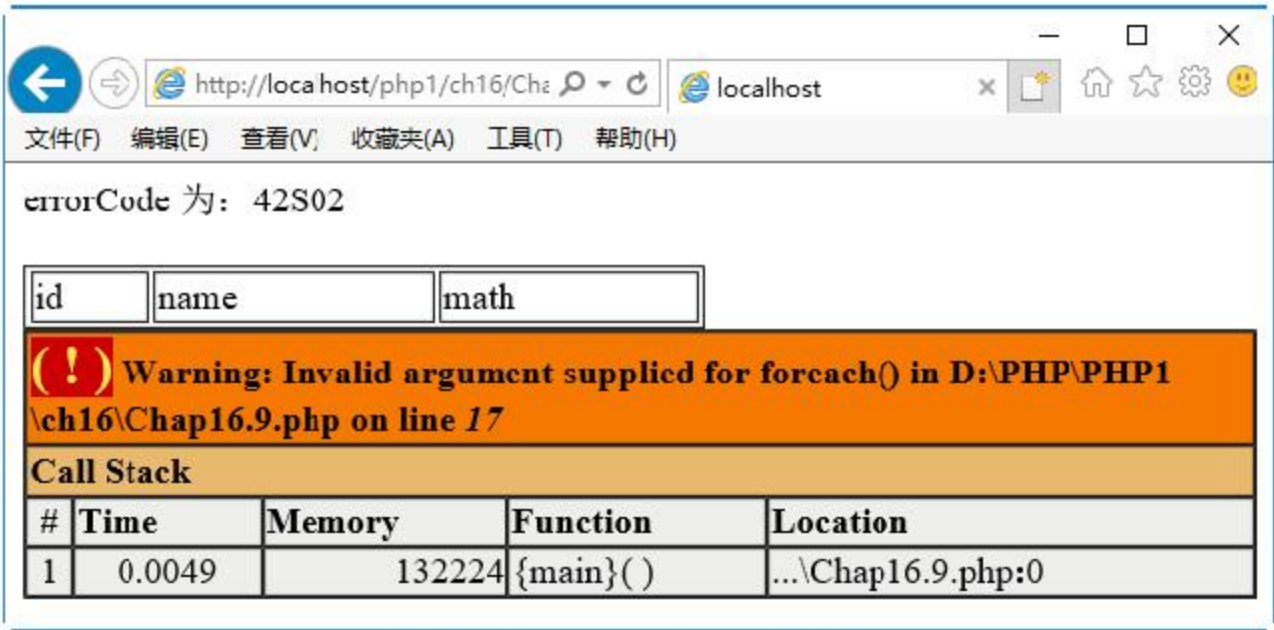 http://localhost/php1/ch16/Cha
localhost
文件(F) 编辑(E) 查看(V) 收藏夹(A) 工具(T) 帮助(H)
errorCode 为：42S02
id name math
( ! ) Warning: Invalid argument supplied for foreach() in D:\PHP\PHP1
\ch16\Chap16.9.php on line 17
Call Stack
# Time Memory Function Location
1 0.0049 132224 {main}( ) ...\Chap16.9.php:0